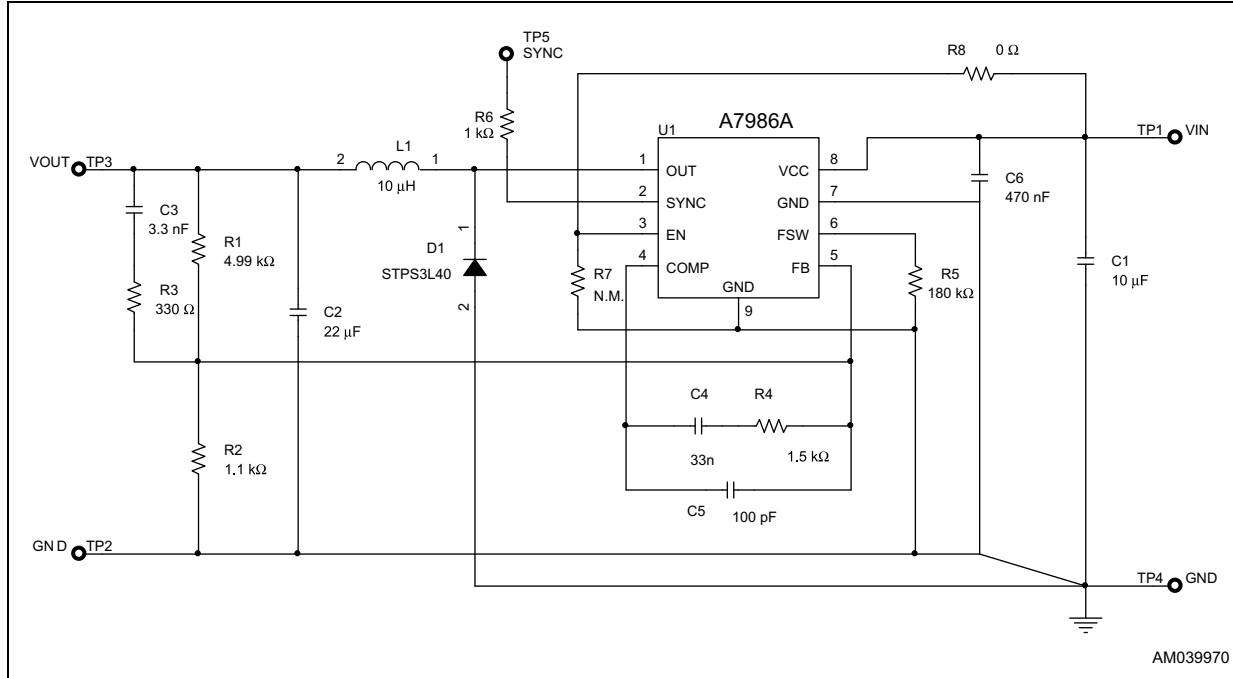 TP5
SYNC
R8 0 Ω
R6
1 kΩ
A7986A
U1
TP1 VIN
VOUT TP3
2 L1 1
10 μH
1 OUT VCC 8
2 SYNC GND 7
3 EN FSW 6
4 COMP FB 5
GND
9
C6
470 nF
C3
3.3 nF
R1
4.99 kΩ
D1
STPS3L40
1
2
R7
N.M.
R5
180 kΩ
C1
10 μF
R3
330 Ω
C2
22 μF
C4 R4
33n 1.5 kΩ
R2
1.1 kΩ
C5 100 pF
GND TP2
TP4 GND
AM039970